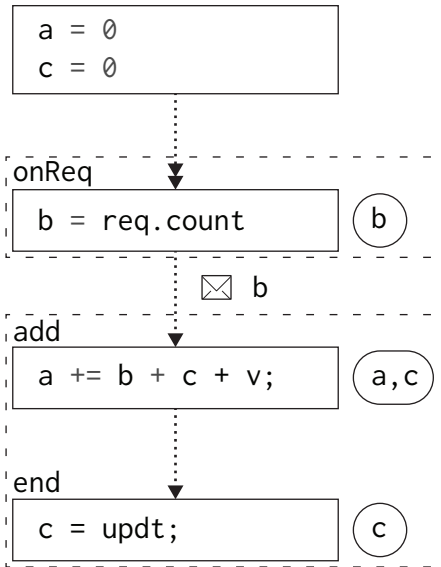 a = 0
c = 0
onReq
b = req.count
b
b
add
a += b + c + v;
a,c
end
c = updt;
c